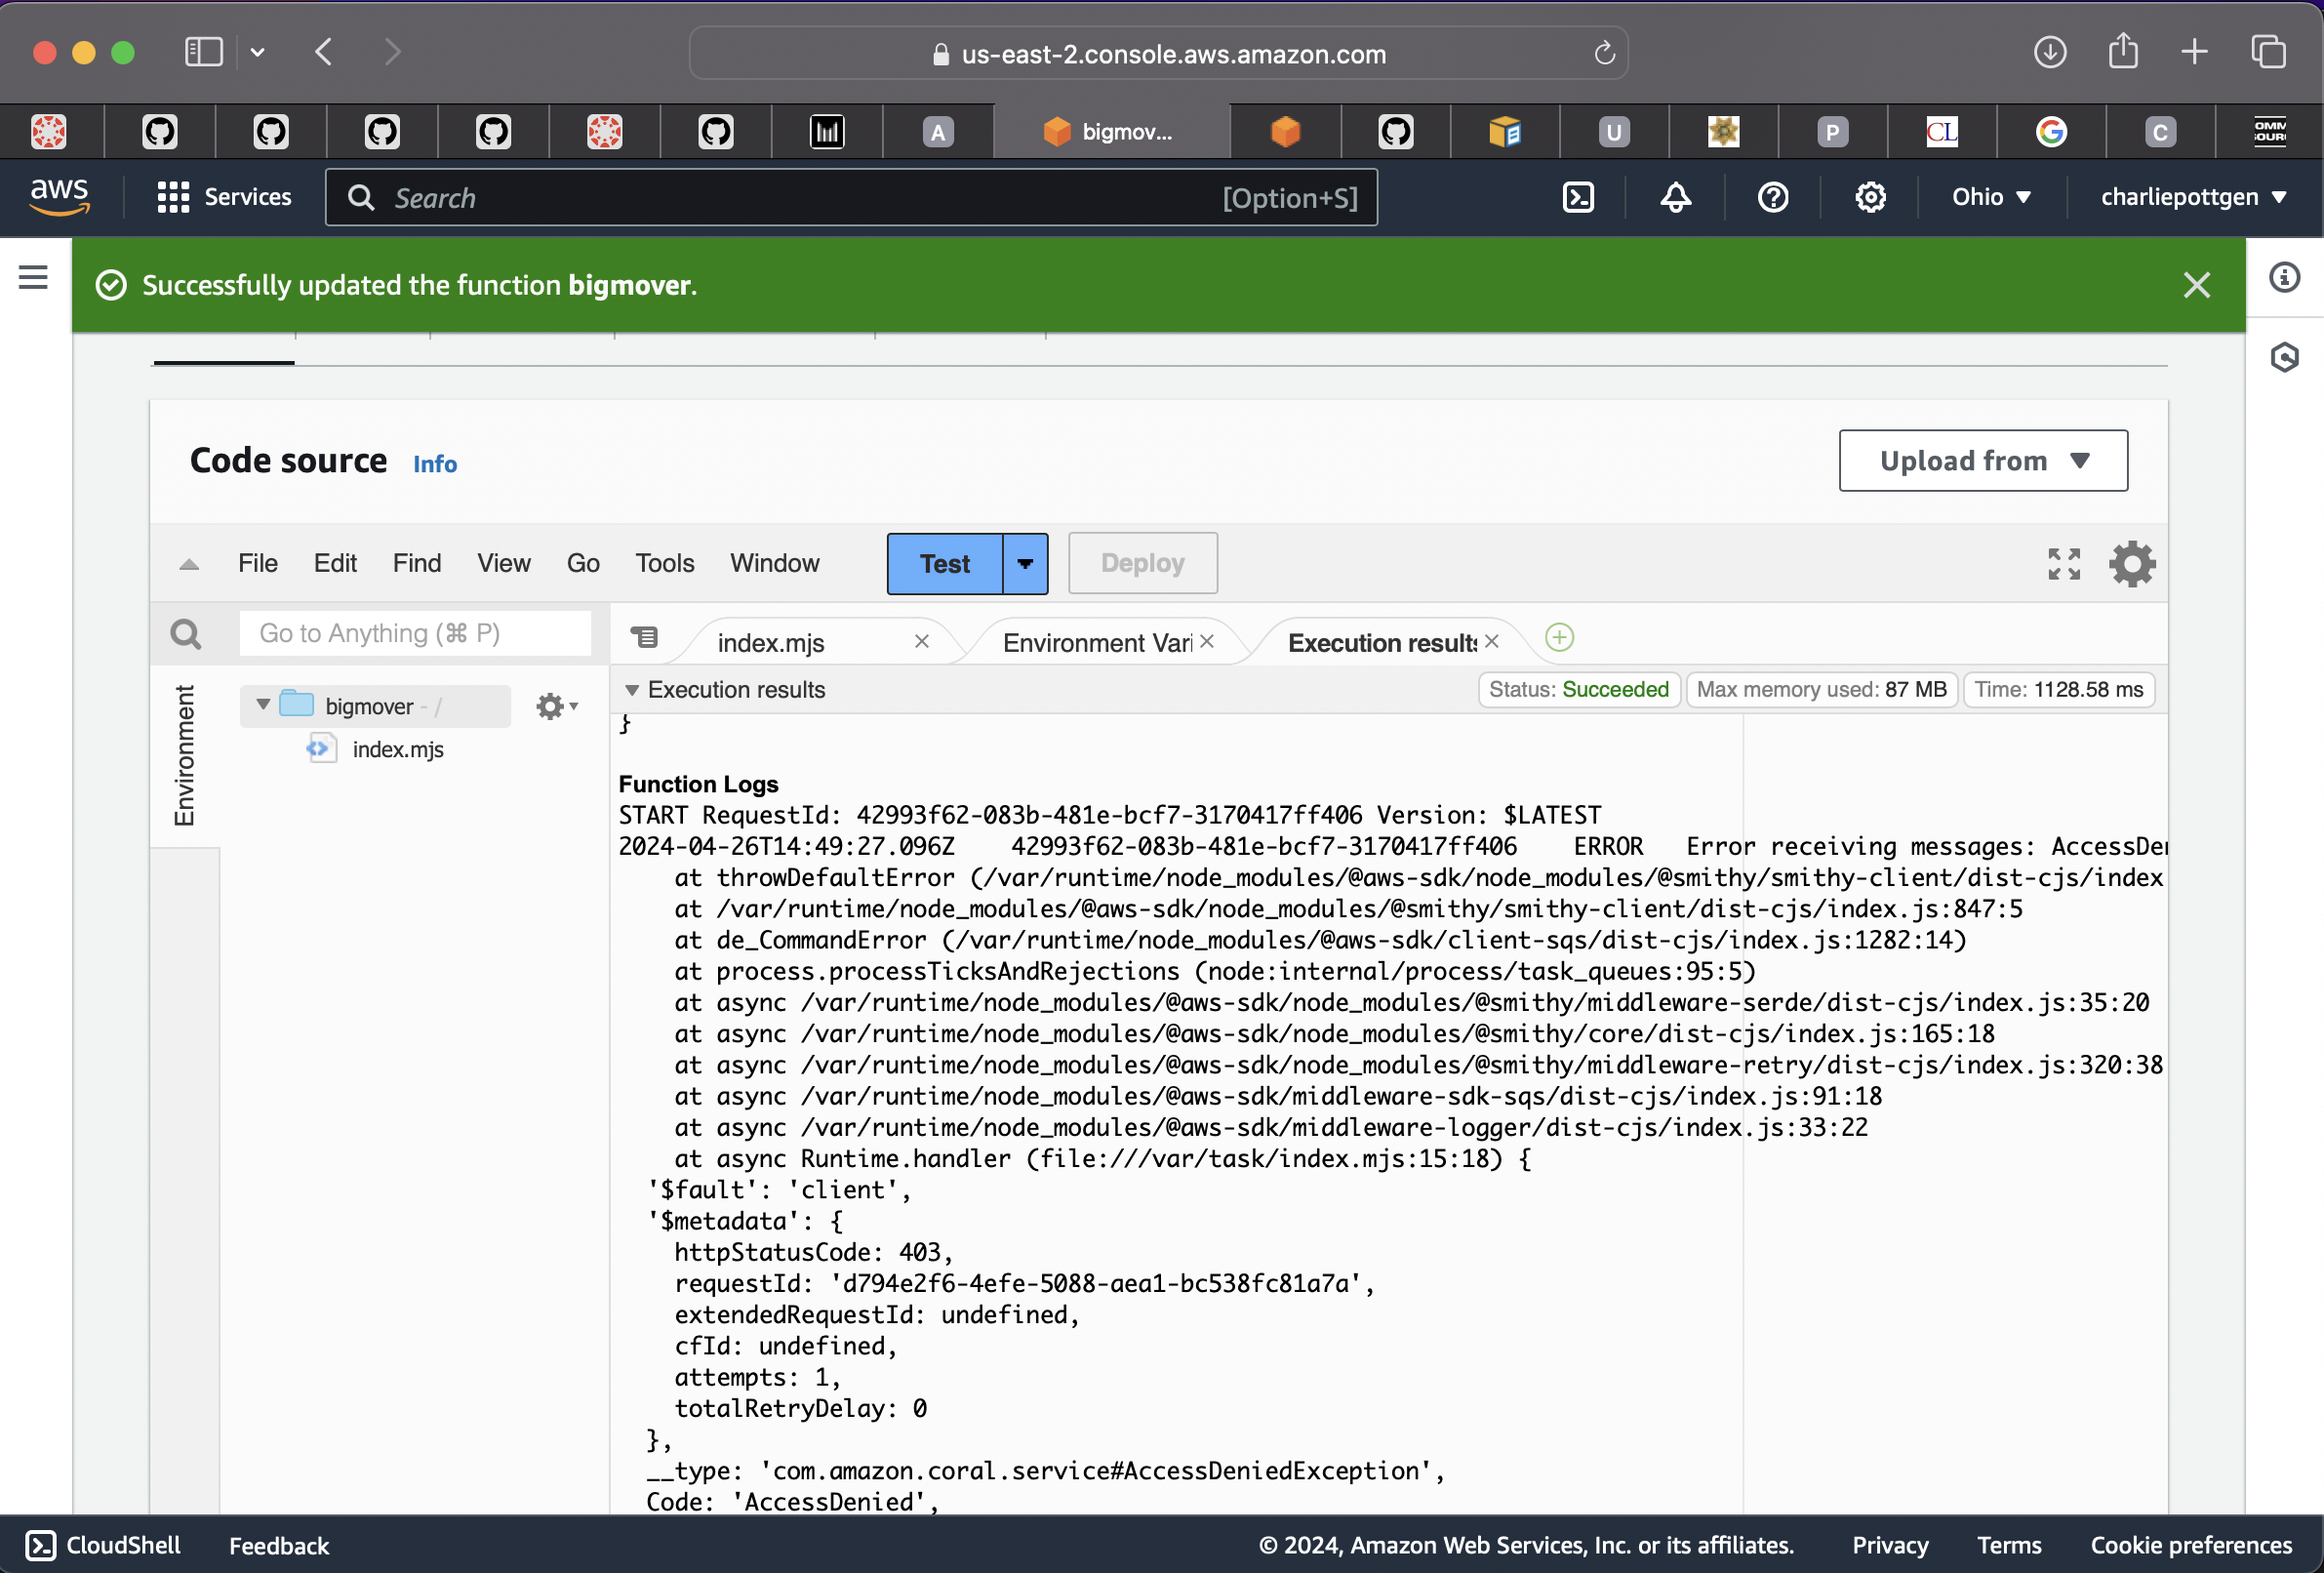 us-east-2.console.aws.amazon.com
A
bigmov...
U
P
CL
G
C
OMM
OUR
aws
Services
Search
[Option+S]
Ohio
charliepottgen
Successfully updated the function bigmover.
Code source Info
Upload from
File Edit Find View Go Tools Window Test Deploy
Go to Anything (⌘ P)
index.mjs
Environment Vari
Execution results
Execution results
Status: Succeeded
Max memory used: 87 MB
Time: 1128.58 ms
Environment
bigmover - /
index.mjs
}
Function Logs
START RequestId: 42993f62-083b-481e-bcf7-3170417ff406 Version: $LATEST
2024-04-26T14:49:27.096Z 42993f62-083b-481e-bcf7-3170417ff406 ERROR Error receiving messages: AccessDe
at throwDefaultError (/var/runtime/node_modules/@aws-sdk/node_modules/@smithy/smithy-client/dist-cjs/index
at /var/runtime/node_modules/@aws-sdk/node_modules/@smithy/smithy-client/dist-cjs/index.js:847:5
at de_CommandError (/var/runtime/node_modules/@aws-sdk/client-sqs/dist-cjs/index.js:1282:14)
at process.processTicksAndRejections (node:internal/process/task_queues:95:5)
at async /var/runtime/node_modules/@aws-sdk/node_modules/@smithy/middleware-serde/dist-cjs/index.js:35:20
at async /var/runtime/node_modules/@aws-sdk/node_modules/@smithy/core/dist-cjs/index.js:165:18
at async /var/runtime/node_modules/@aws-sdk/node_modules/@smithy/middleware-retry/dist-cjs/index.js:320:38
at async /var/runtime/node_modules/@aws-sdk/middleware-sdk-sqs/dist-cjs/index.js:91:18
at async /var/runtime/node_modules/@aws-sdk/middleware-logger/dist-cjs/index.js:33:22
at async Runtime.handler (file:///var/task/index.mjs:15:18) {
'$fault': 'client',
'$metadata': {
httpStatusCode: 403,
requestId: 'd794e2f6-4efe-5088-aea1-bc538fc81a7a',
extendedRequestId: undefined,
cfId: undefined,
attempts: 1,
totalRetryDelay: 0
},
__type: 'com.amazon.coral.service#AccessDeniedException',
Code: 'AccessDenied',
CloudShell
Feedback
© 2024, Amazon Web Services, Inc. or its affiliates.
Privacy
Terms
Cookie preferences